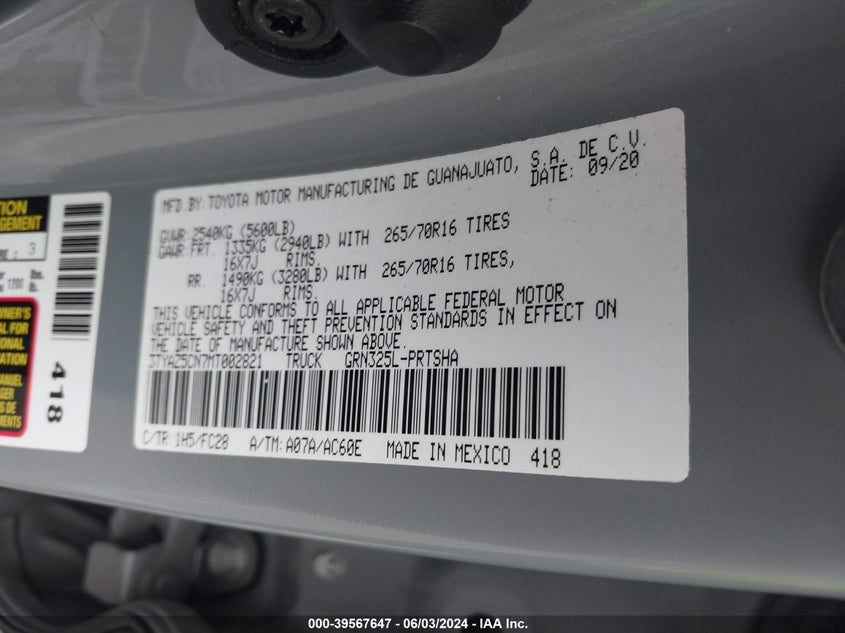 MFD.BY:TOYOTA MOTOR MANUFACTURING DE GUANAJUATO, S.A. DE C.V.
DATE: 09/20
GVWR:2540KG (5600LB)
GAWR:FRT. 1335KG (2940LB) WITH 265/70R16 TIRES
16X7J RIMS.
RR. 1490KG (3280LB) WITH 265/70R16 TIRES,
16X7J RIMS.
THIS VEHICLE CONFORMS TO ALL APPLICABLE FEDERAL MOTOR
VEHICLE SAFETY AND THEFT PREVENTION STANDARDS IN EFFECT ON
THE DATE OF MANUFACTURE SHOWN ABOVE.
3TYAZ5CN7MT002821 TRUCK GRN325L-PRTSHA
C/TR:1H5/FC28 A/TM:A07A/AC60E MADE IN MEXICO 418
3
1200 lbs.
418
000-39567647 - 06/03/2024 - US - IAA